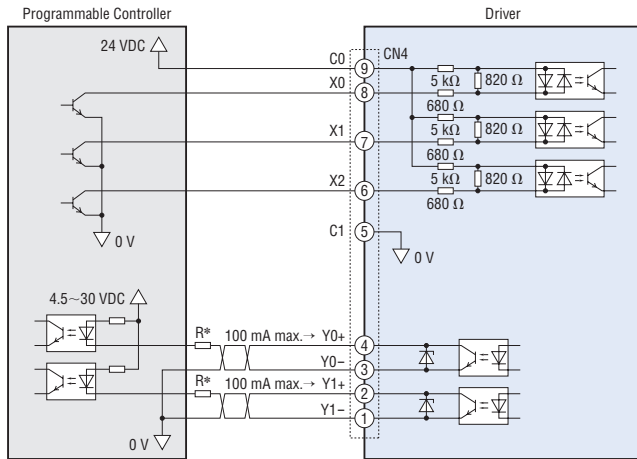 Programmable Controller
Driver
24 VDC
C0
CN4
9
X0
5 kΩ
820 Ω
8
680 Ω
X1
5 kΩ
820 Ω
7
680 Ω
X2
5 kΩ
820 Ω
6
680 Ω
C1
5
0 V
0 V
4.5~30 VDC
R*
100 mA max.→
Y0+
4
Y0−
3
R*
100 mA max.→
Y1+
2
Y1−
1
0 V